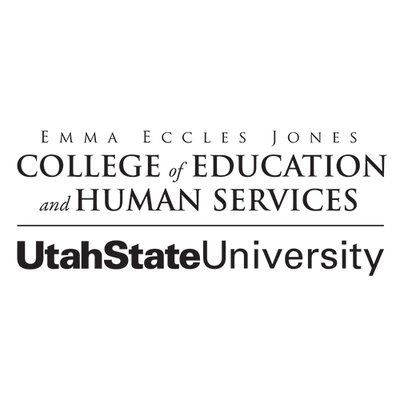 EMMA ECCLES JONES
COLLEGE of EDUCATION
and HUMAN SERVICES
UtahStateUniversity